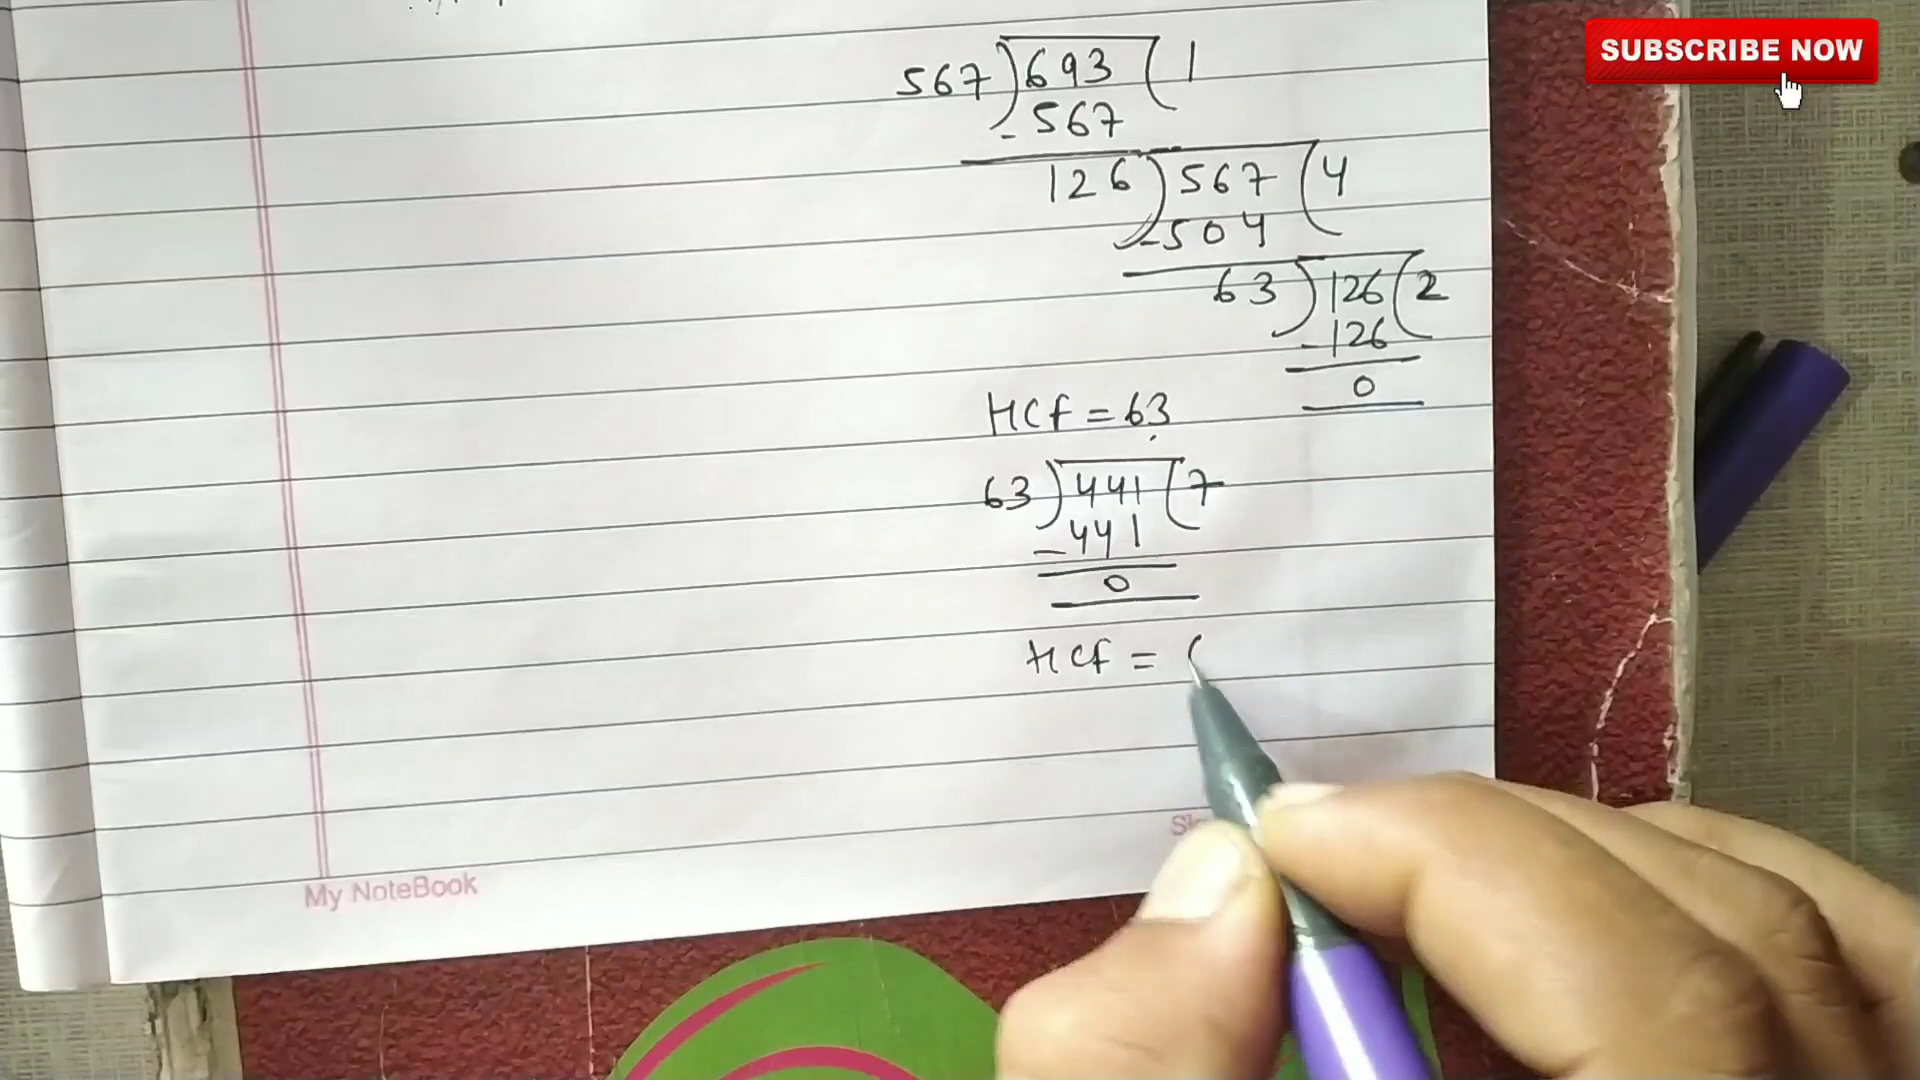 SUBSCRIBE NOW
567)693(1
-567
126)567(4
-504
63)126(2
-126
0
HCF = 63
63)441(7
-441
0
HCF =
My NoteBook